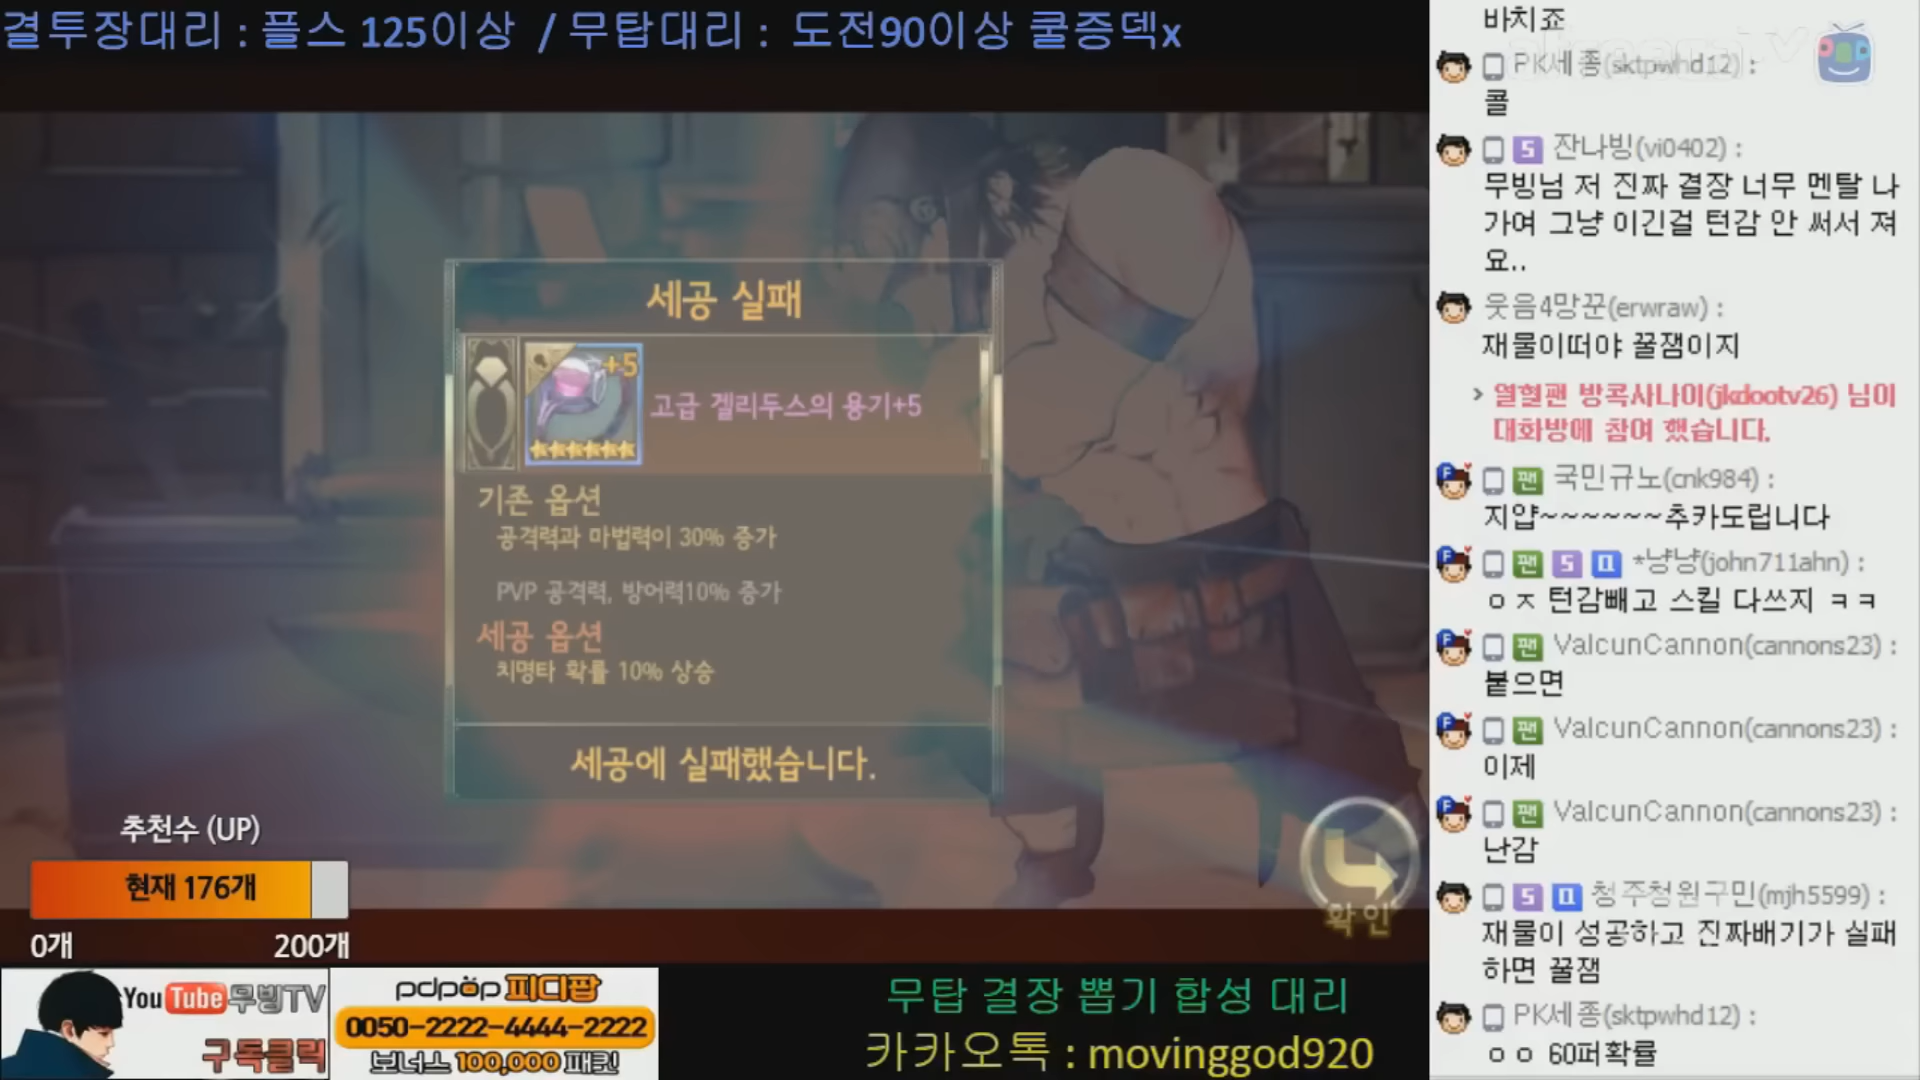 결투장대리 : 플스 125이상 / 무탑대리 : 도전90이상 쿨증덱x
세공 실패
+5
고급 겔리두스의 용기+5
기존 옵션
공격력과 마법력이 30% 증가
PVP 공격력, 방어력10% 증가
세공 옵션
치명타 확률 10% 상승
세공에 실패했습니다.
확인
추천수 (UP)
현재 176개
0개
200개
YouTube 무빙TV
구독클릭
pdpop 피디팝
0050-2222-4444-2222
보너스 100,000 패킷
무탑 결장 뽑기 합성 대리
카카오톡 : movinggod920
바치죠
PK세종(sktpwhd12) :
콜
S 잔나빙(vi0402) :
무빙님 저 진짜 결장 너무 멘탈 나
가여 그냥 이긴걸 턴감 안 써서 져
요..
웃음4망꾼(erwraw) :
재물이떠야 꿀잼이지
> 열혈팬 방콕사나이(jkdootv26) 님이
대화방에 참여 했습니다.
팬 국민규노(cnk984) :
지얍~~~~~~추카도립니다
팬 S *냥냥(john711ahn) :
ㅇㅈ 턴감빼고 스킬 다쓰지 ㅋㅋ
팬 ValcunCannon(cannons23) :
붙으면
팬 ValcunCannon(cannons23) :
이제
팬 ValcunCannon(cannons23) :
난감
S 청주청원구민(mjh5599) :
재물이 성공하고 진짜배기가 실패
하면 꿀잼
PK세종(sktpwhd12) :
ㅇㅇ 60퍼확률